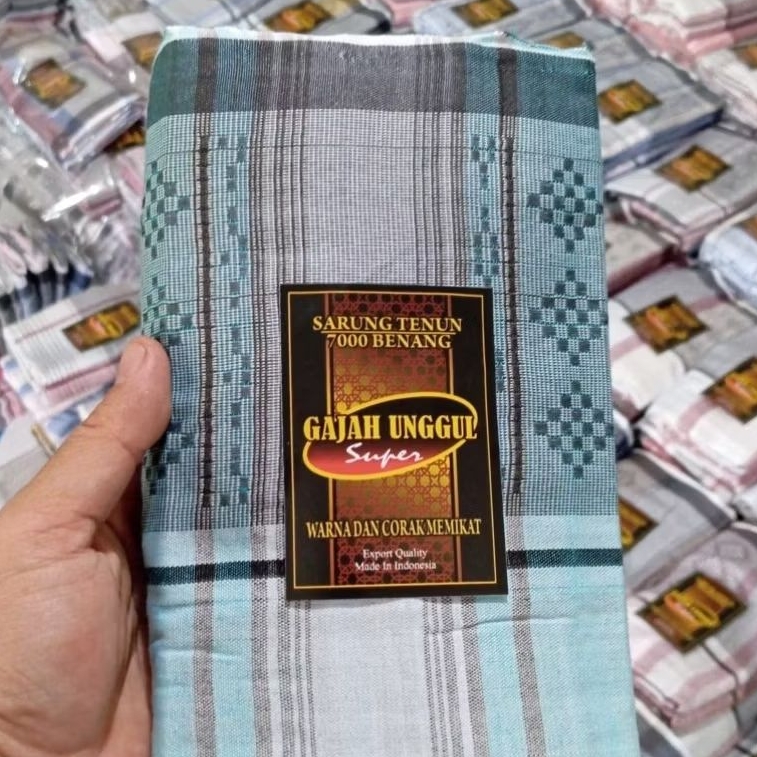 SARUNG TENUN
7000 BENANG
GAJAH UNGGUL
Super
WARNA DAN CORAK MEMIKAT
Export Quality
Made In Indonesia